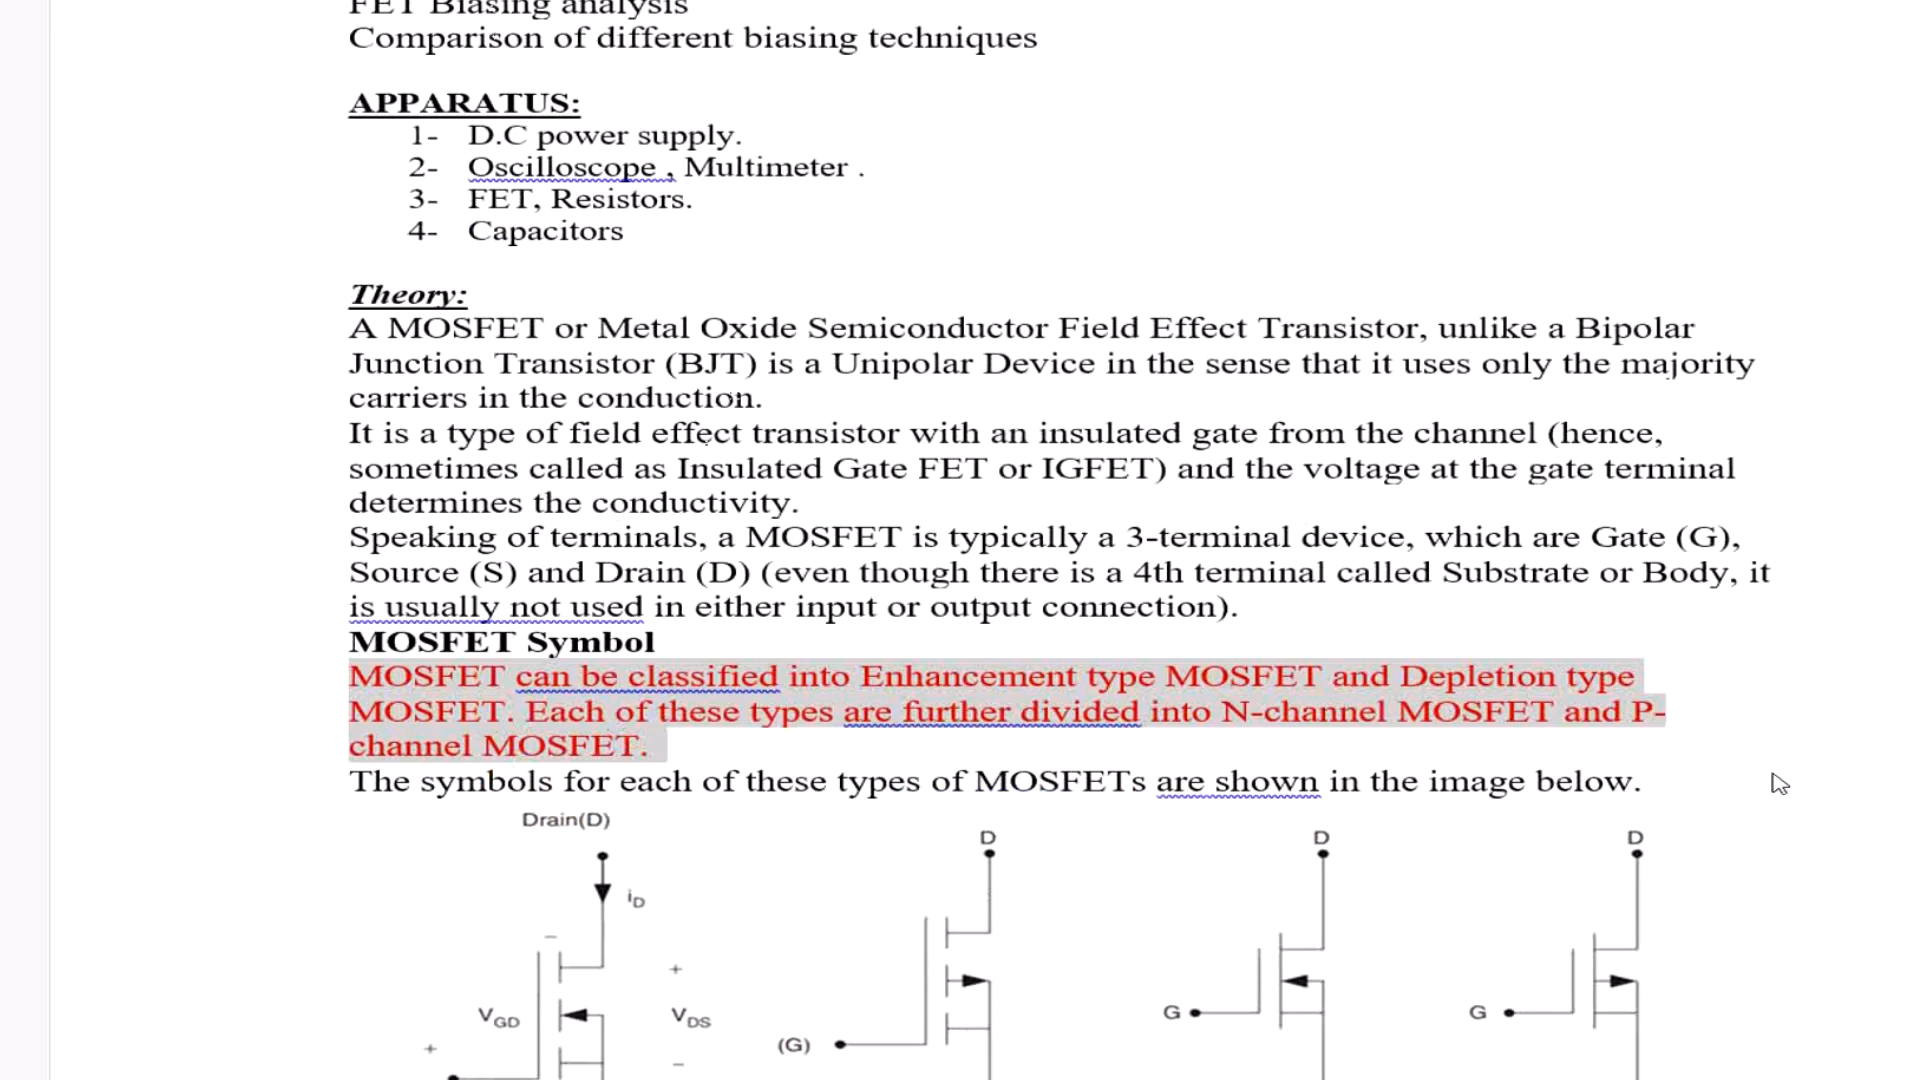 FET Biasing analysis
Comparison of different biasing techniques
APPARATUS:
1- D.C power supply.
2- Oscilloscope , Multimeter .
3- FET, Resistors.
4- Capacitors
Theory:
A MOSFET or Metal Oxide Semiconductor Field Effect Transistor, unlike a Bipolar
Junction Transistor (BJT) is a Unipolar Device in the sense that it uses only the majority
carriers in the conduction.
It is a type of field effect transistor with an insulated gate from the channel (hence,
sometimes called as Insulated Gate FET or IGFET) and the voltage at the gate terminal
determines the conductivity.
Speaking of terminals, a MOSFET is typically a 3-terminal device, which are Gate (G),
Source (S) and Drain (D) (even though there is a 4th terminal called Substrate or Body, it
is usually not used in either input or output connection).
MOSFET Symbol
MOSFET can be classified into Enhancement type MOSFET and Depletion type
MOSFET. Each of these types are further divided into N-channel MOSFET and P-
channel MOSFET.
The symbols for each of these types of MOSFETs are shown in the image below.
Drain(D)
D
D
D
iD
–
+
VGD
VDS
G
G
+
(G)
–